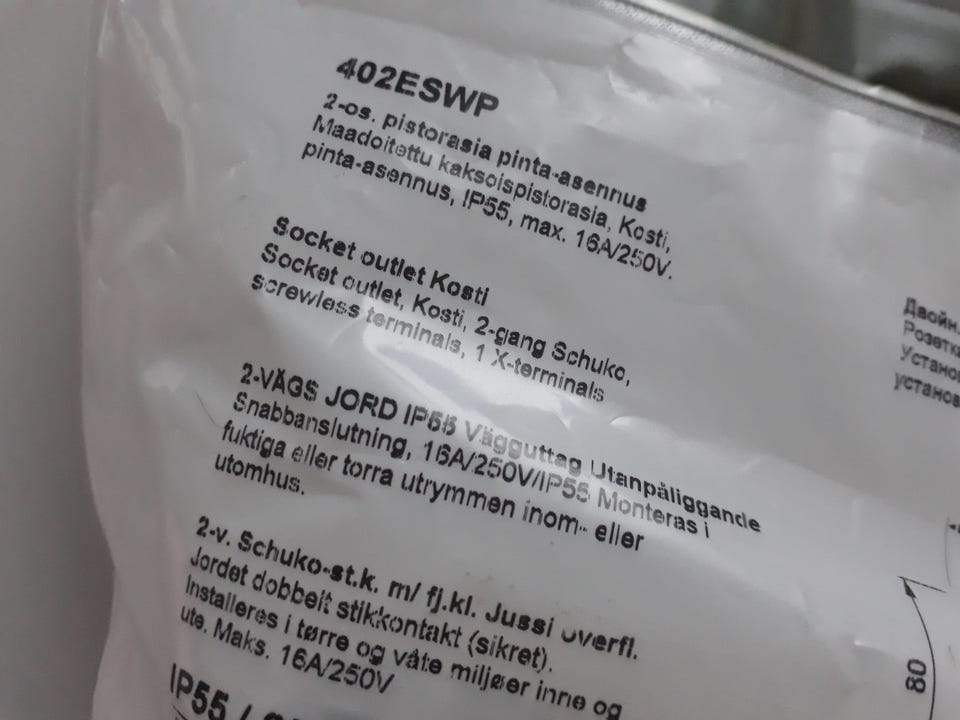 402ESWP
2-os. pistorasia pinta-asennus
Maadoitettu kaksoispistorasia, Kosti,
pinta-asennus, IP55, max. 16A/250V.
Socket outlet Kosti
Socket outlet, Kosti, 2-gang Schuko,
screwless terminals, 1 X-terminals
2-VÄGS JORD IP55 Vägguttag Utanpåliggande
Snabbanslutning, 16A/250V/IP55 Monteras i
fuktiga eller torra utrymmen inom- eller
utomhus.
2-v. Schuko-st.k. m/ fj.kl. Jussi overfl.
Jordet dobbelt stikkontakt (sikret).
Installeres i tørre og våte miljøer inne og
ute. Maks. 16A/250V
IP55 /
Двойн.
Розетка
80